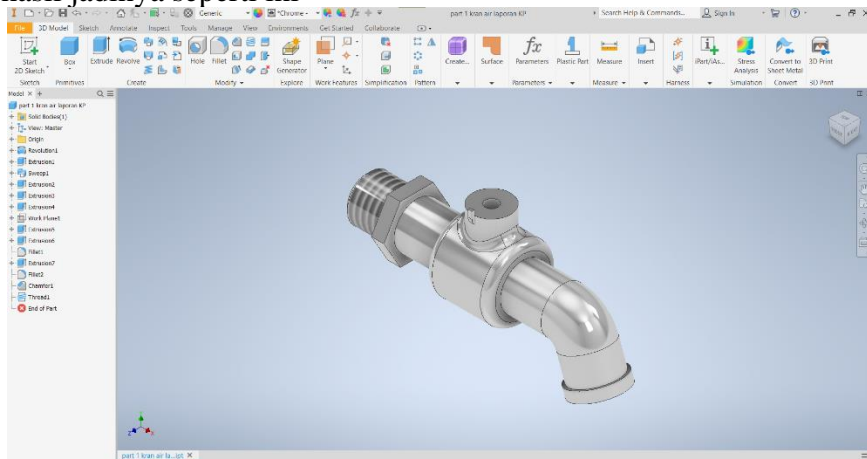 hasil jadinya seperti ini
Generic
*Chrome
part 1 kran air laporan KP
Search Help & Commands...
Sign In
File 3D Model Sketch Annotate Inspect Tools Manage View Environments Get Started Collaborate
Start 2D Sketch
Box
Extrude Revolve
Hole Fillet
Shape Generator
Plane
Create...
Surface
Parameters
Plastic Part
Measure
Insert
iPart/iAs...
Stress Analysis
Convert to Sheet Metal
3D Print
Sketch Primitives Create Modify Explore Work Features Simplification Pattern Parameters Measure Harness Simulation Convert 3D Print
Model
part 1 kran air laporan KP
Solid Bodies(1)
View: Master
Origin
Revolution1
Extrusion1
Sweep1
Extrusion2
Extrusion3
Extrusion4
Work Plane1
Extrusion5
Extrusion6
Fillet1
Extrusion7
Fillet2
Chamfer1
Thread1
End of Part
part 1 kran air la...ipt